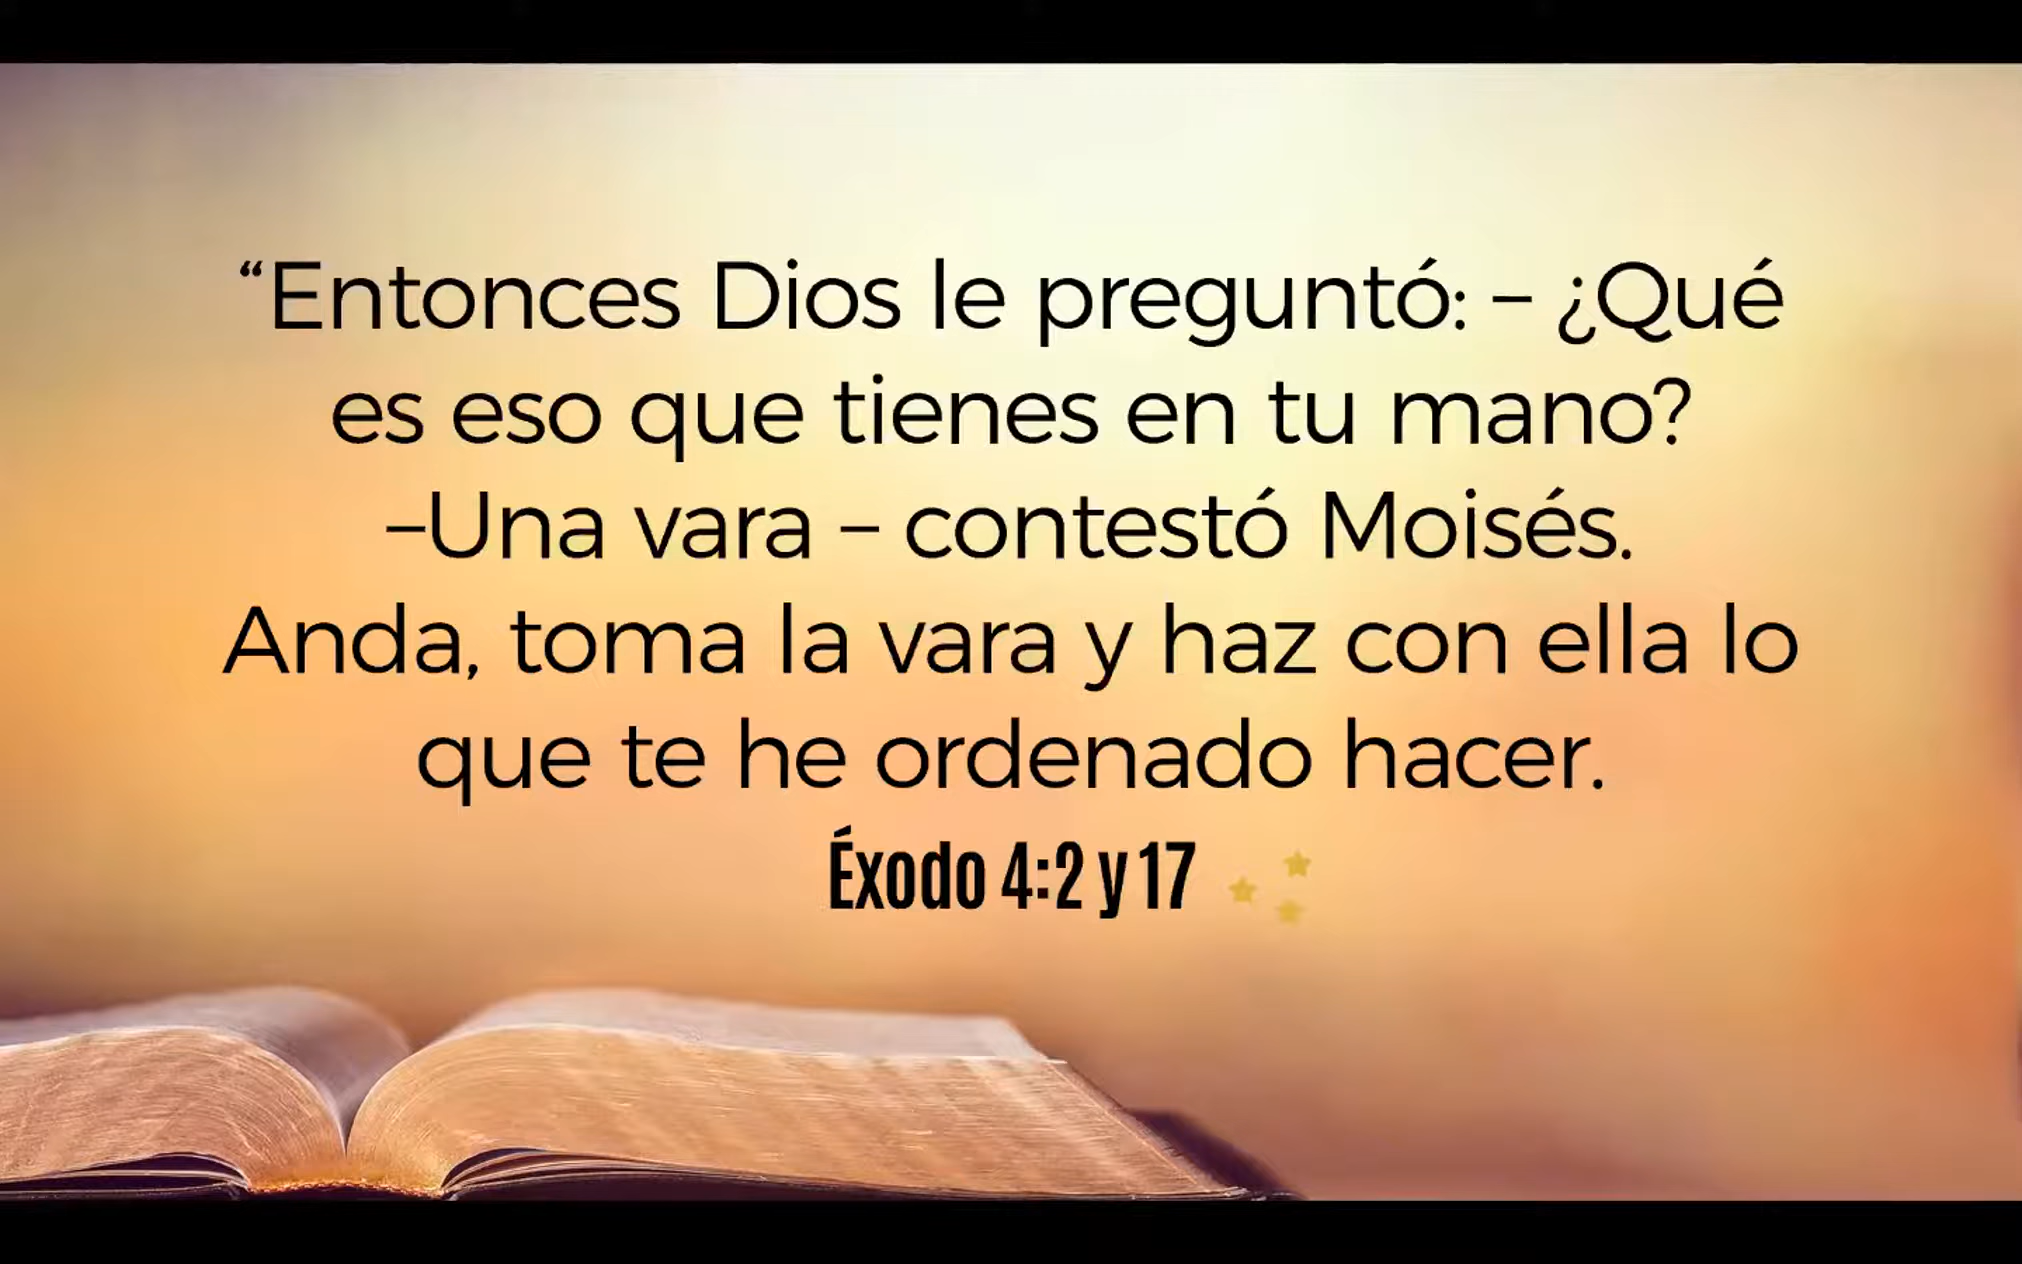 “Entonces Dios le preguntó: – ¿Qué
es eso que tienes en tu mano?
–Una vara – contestó Moisés.
Anda, toma la vara y haz con ella lo
que te he ordenado hacer.
Éxodo 4:2 y 17